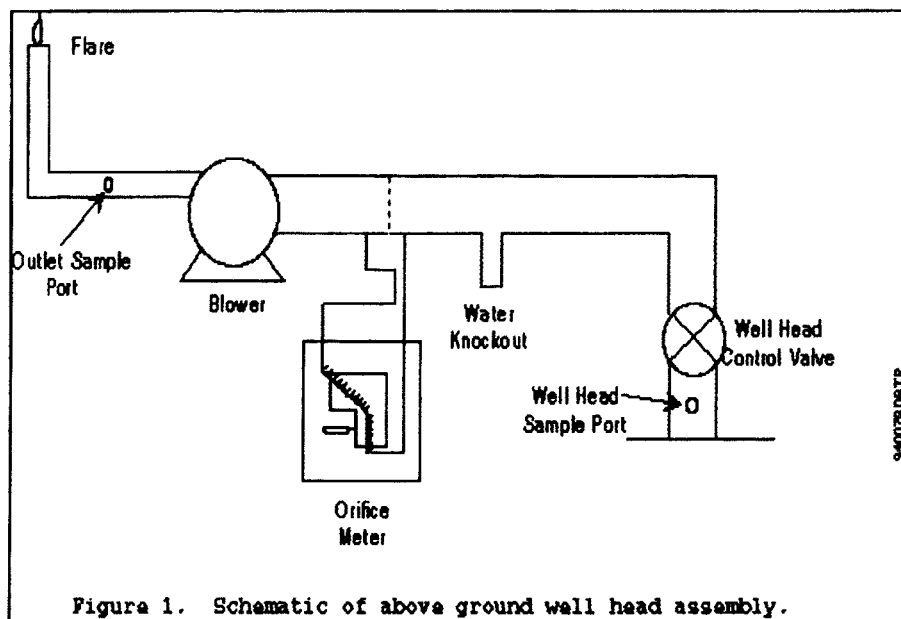 Flare
Outlet Sample
Port
Blower
Water
Knockout
Well Head
Control Valve
Well Head
Sample Port
Orifice
Meter
Figure 1. Schematic of above ground well head assembly.